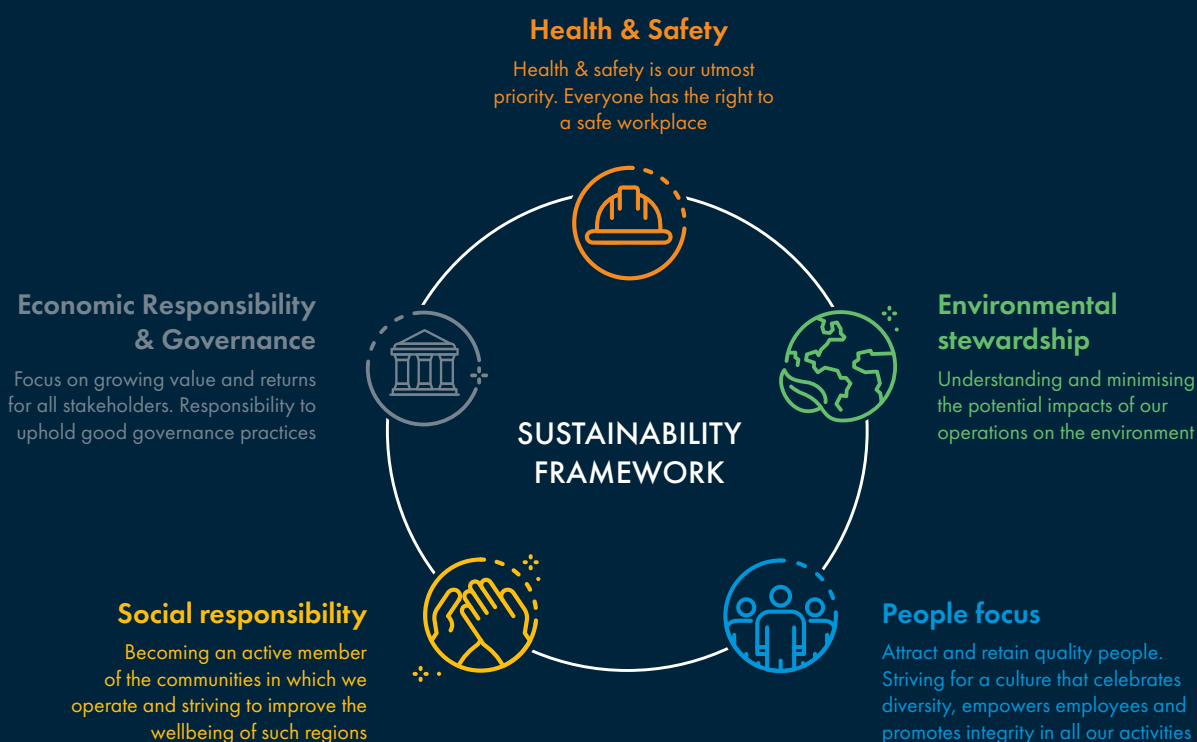 Health & Safety
Health & safety is our utmost
priority. Everyone has the right to
a safe workplace
Economic Responsibility
& Governance
Focus on growing value and returns
for all stakeholders. Responsibility to
uphold good governance practices
Environmental
stewardship
Understanding and minimising
the potential impacts of our
operations on the environment
SUSTAINABILITY
FRAMEWORK
Social responsibility
Becoming an active member
of the communities in which we
operate and striving to improve the
wellbeing of such regions
People focus
Attract and retain quality people.
Striving for a culture that celebrates
diversity, empowers employees and
promotes integrity in all our activities